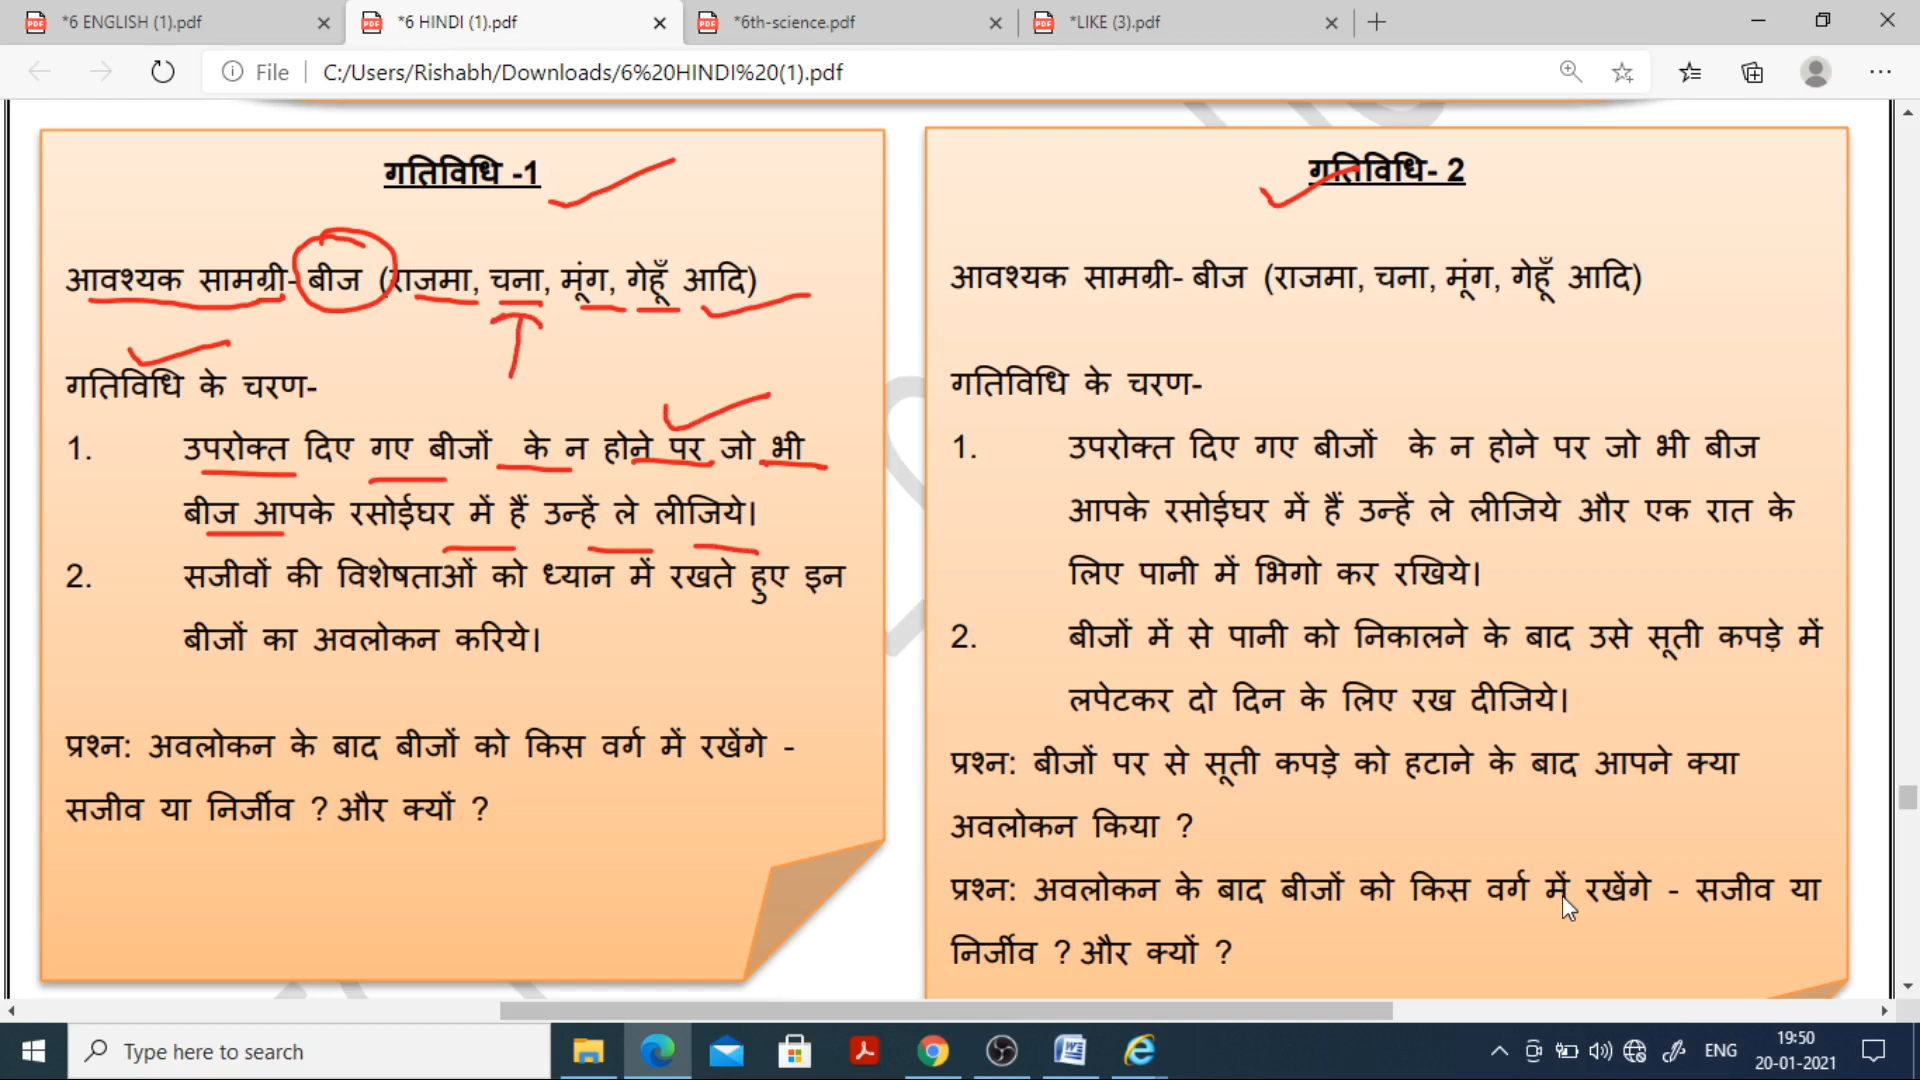 *6 ENGLISH (1).pdf
*6 HINDI (1).pdf
*6th-science.pdf
*LIKE (3).pdf
File
C:/Users/Rishabh/Downloads/6%20HINDI%20(1).pdf
गतिविधि -1
आवश्यक सामग्री- बीज (राजमा, चना, मूंग, गेहूँ आदि)
गतिविधि के चरण-
1. उपरोक्त दिए गए बीजों के न होने पर जो भी
बीज आपके रसोईघर में हैं उन्हें ले लीजिये।
2. सजीवों की विशेषताओं को ध्यान में रखते हुए इन
बीजों का अवलोकन करिये।
प्रश्न: अवलोकन के बाद बीजों को किस वर्ग में रखेंगे -
सजीव या निर्जीव ? और क्यों ?
गतिविधि- 2
आवश्यक सामग्री- बीज (राजमा, चना, मूंग, गेहूँ आदि)
गतिविधि के चरण-
1. उपरोक्त दिए गए बीजों के न होने पर जो भी बीज
आपके रसोईघर में हैं उन्हें ले लीजिये और एक रात के
लिए पानी में भिगो कर रखिये।
2. बीजों में से पानी को निकालने के बाद उसे सूती कपड़े में
लपेटकर दो दिन के लिए रख दीजिये।
प्रश्न: बीजों पर से सूती कपड़े को हटाने के बाद आपने क्या
अवलोकन किया ?
प्रश्न: अवलोकन के बाद बीजों को किस वर्ग में रखेंगे - सजीव या
निर्जीव ? और क्यों ?
Type here to search
ENG
19:50
20-01-2021